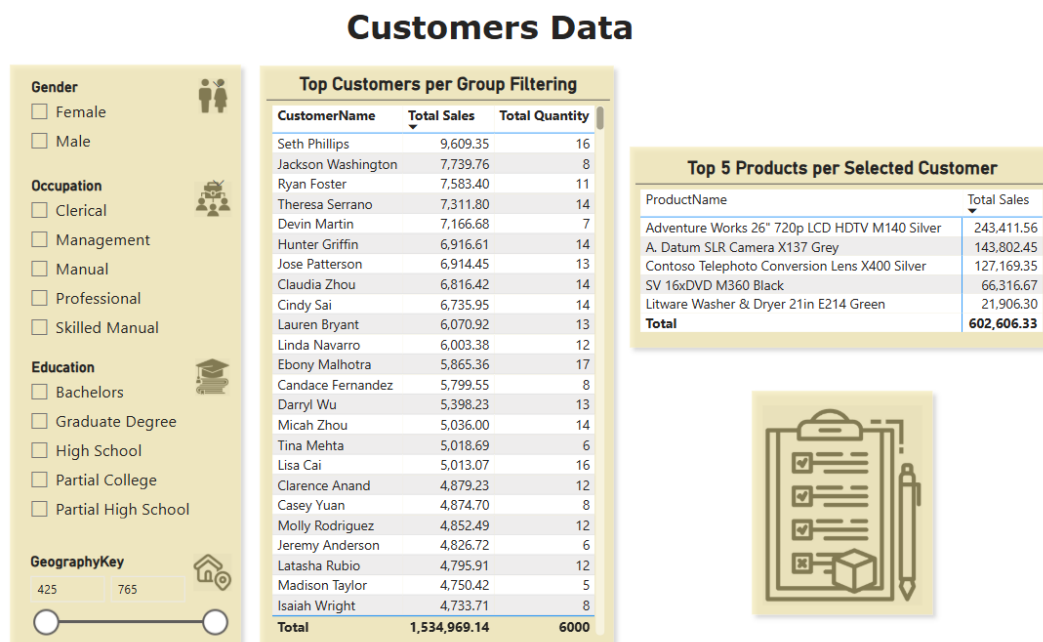 Customers Data
Gender
Female
Male
Occupation
Clerical
Management
Manual
Professional
Skilled Manual
Education
Bachelors
Graduate Degree
High School
Partial College
Partial High School
GeographyKey
425 765
Top Customers per Group Filtering
CustomerName Total Sales Total Quantity
Seth Phillips 9,609.35 16
Jackson Washington 7,739.76 8
Ryan Foster 7,583.40 11
Theresa Serrano 7,311.80 14
Devin Martin 7,166.68 7
Hunter Griffin 6,916.61 14
Jose Patterson 6,914.45 13
Claudia Zhou 6,816.42 14
Cindy Sai 6,735.95 14
Lauren Bryant 6,070.92 13
Linda Navarro 6,003.38 12
Ebony Malhotra 5,865.36 17
Candace Fernandez 5,799.55 8
Darryl Wu 5,398.23 13
Micah Zhou 5,036.00 14
Tina Mehta 5,018.69 6
Lisa Cai 5,013.07 16
Clarence Anand 4,879.23 12
Casey Yuan 4,874.70 8
Molly Rodriguez 4,852.49 12
Jeremy Anderson 4,826.72 6
Latasha Rubio 4,795.91 12
Madison Taylor 4,750.42 5
Isaiah Wright 4,733.71 8
Total 1,534,969.14 6000
Top 5 Products per Selected Customer
ProductName Total Sales
Adventure Works 26" 720p LCD HDTV M140 Silver 243,411.56
A. Datum SLR Camera X137 Grey 143,802.45
Contoso Telephoto Conversion Lens X400 Silver 127,169.35
SV 16xDVD M360 Black 66,316.67
Litware Washer & Dryer 21in E214 Green 21,906.30
Total 602,606.33